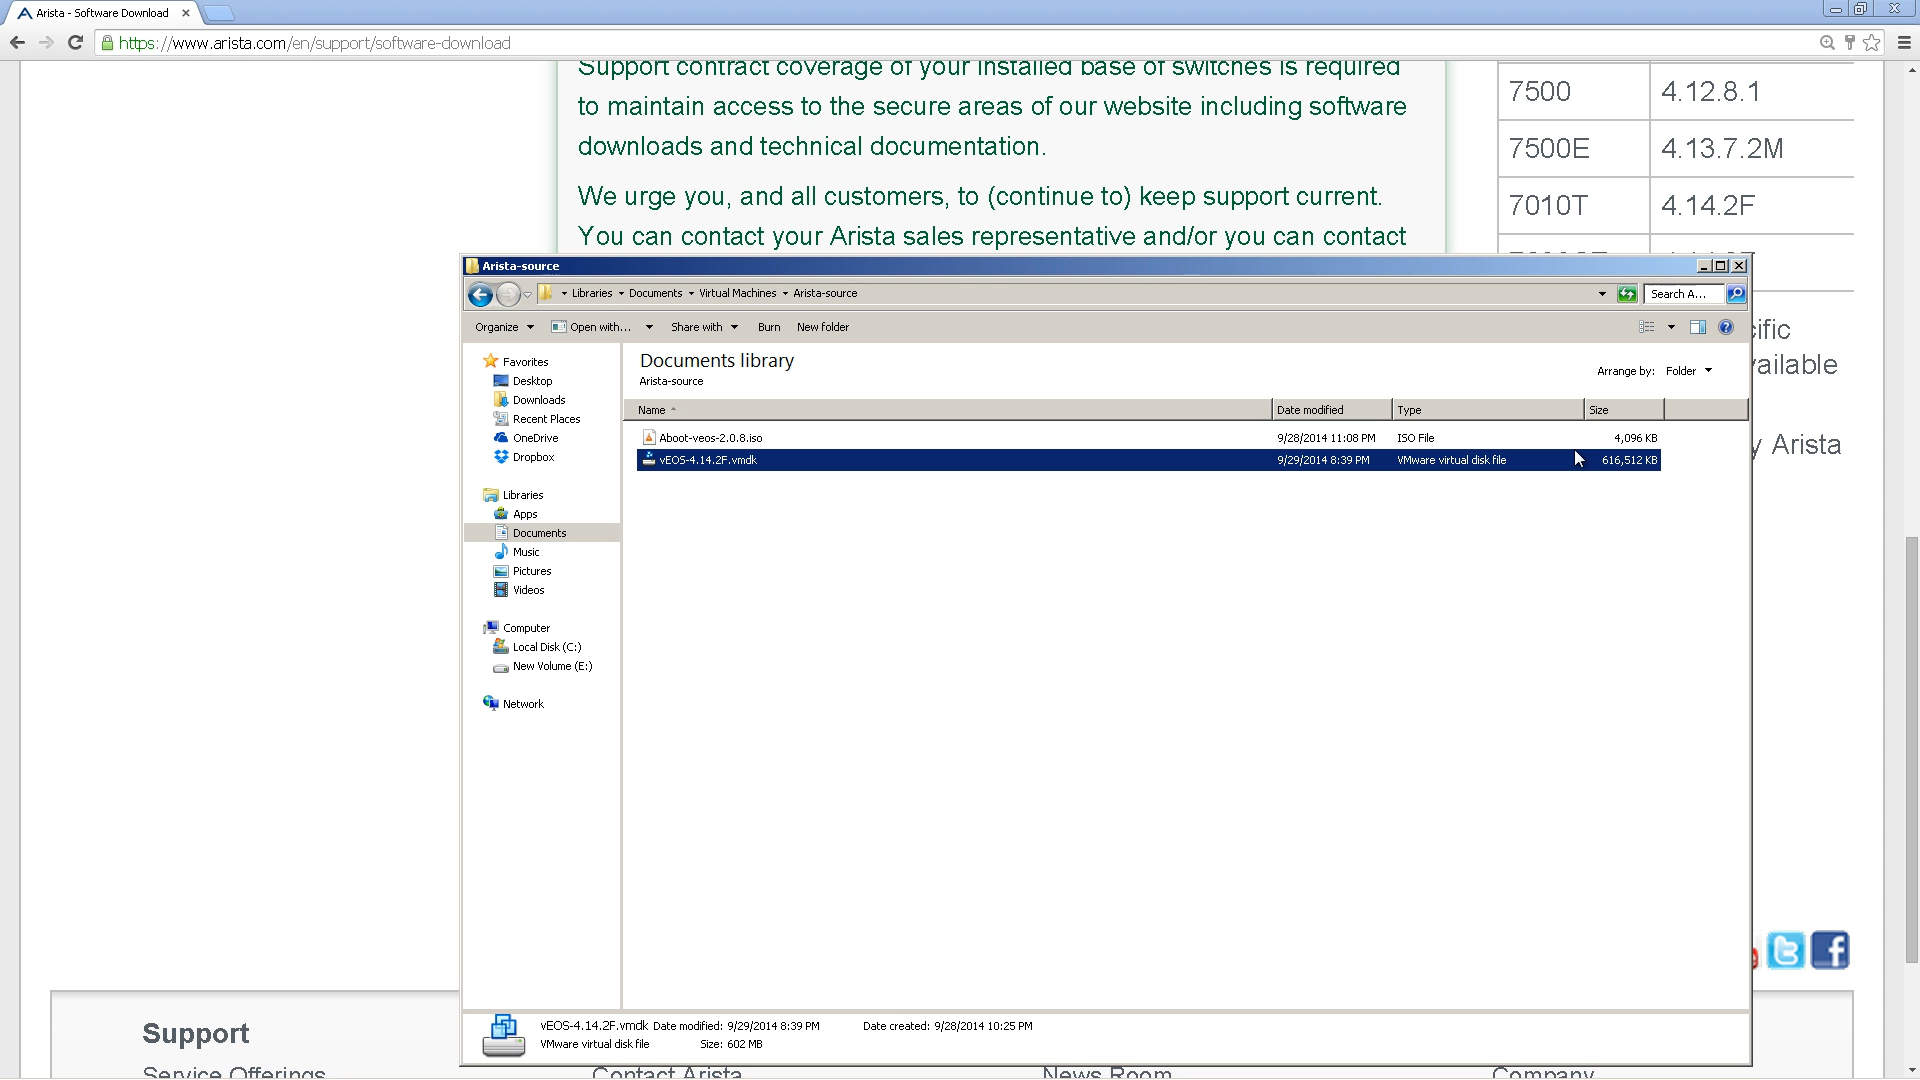 Arista - Software Download
https://www.arista.com/en/support/software-download
Support contract coverage of your installed base of switches is required
to maintain access to the secure areas of our website including software
downloads and technical documentation.
We urge you, and all customers, to (continue to) keep support current.
You can contact your Arista sales representative and/or you can contact
7500 4.12.8.1
7500E 4.13.7.2M
7010T 4.14.2F
ific
ailable
y Arista
Arista-source
Libraries Documents Virtual Machines Arista-source
Search A...
Organize Open with... Share with Burn New folder
Favorites
Desktop
Downloads
Recent Places
OneDrive
Dropbox
Libraries
Apps
Documents
Music
Pictures
Videos
Computer
Local Disk (C:)
New Volume (E:)
Network
Documents library
Arista-source
Arrange by: Folder
Name Date modified Type Size
Aboot-veos-2.0.8.iso 9/28/2014 11:08 PM ISO File 4,096 KB
vEOS-4.14.2F.vmdk 9/29/2014 8:39 PM VMware virtual disk file 616,512 KB
vEOS-4.14.2F.vmdk Date modified: 9/29/2014 8:39 PM Date created: 9/28/2014 10:25 PM
VMware virtual disk file Size: 602 MB
Support
Service Offerings Contact Arista News Room Company